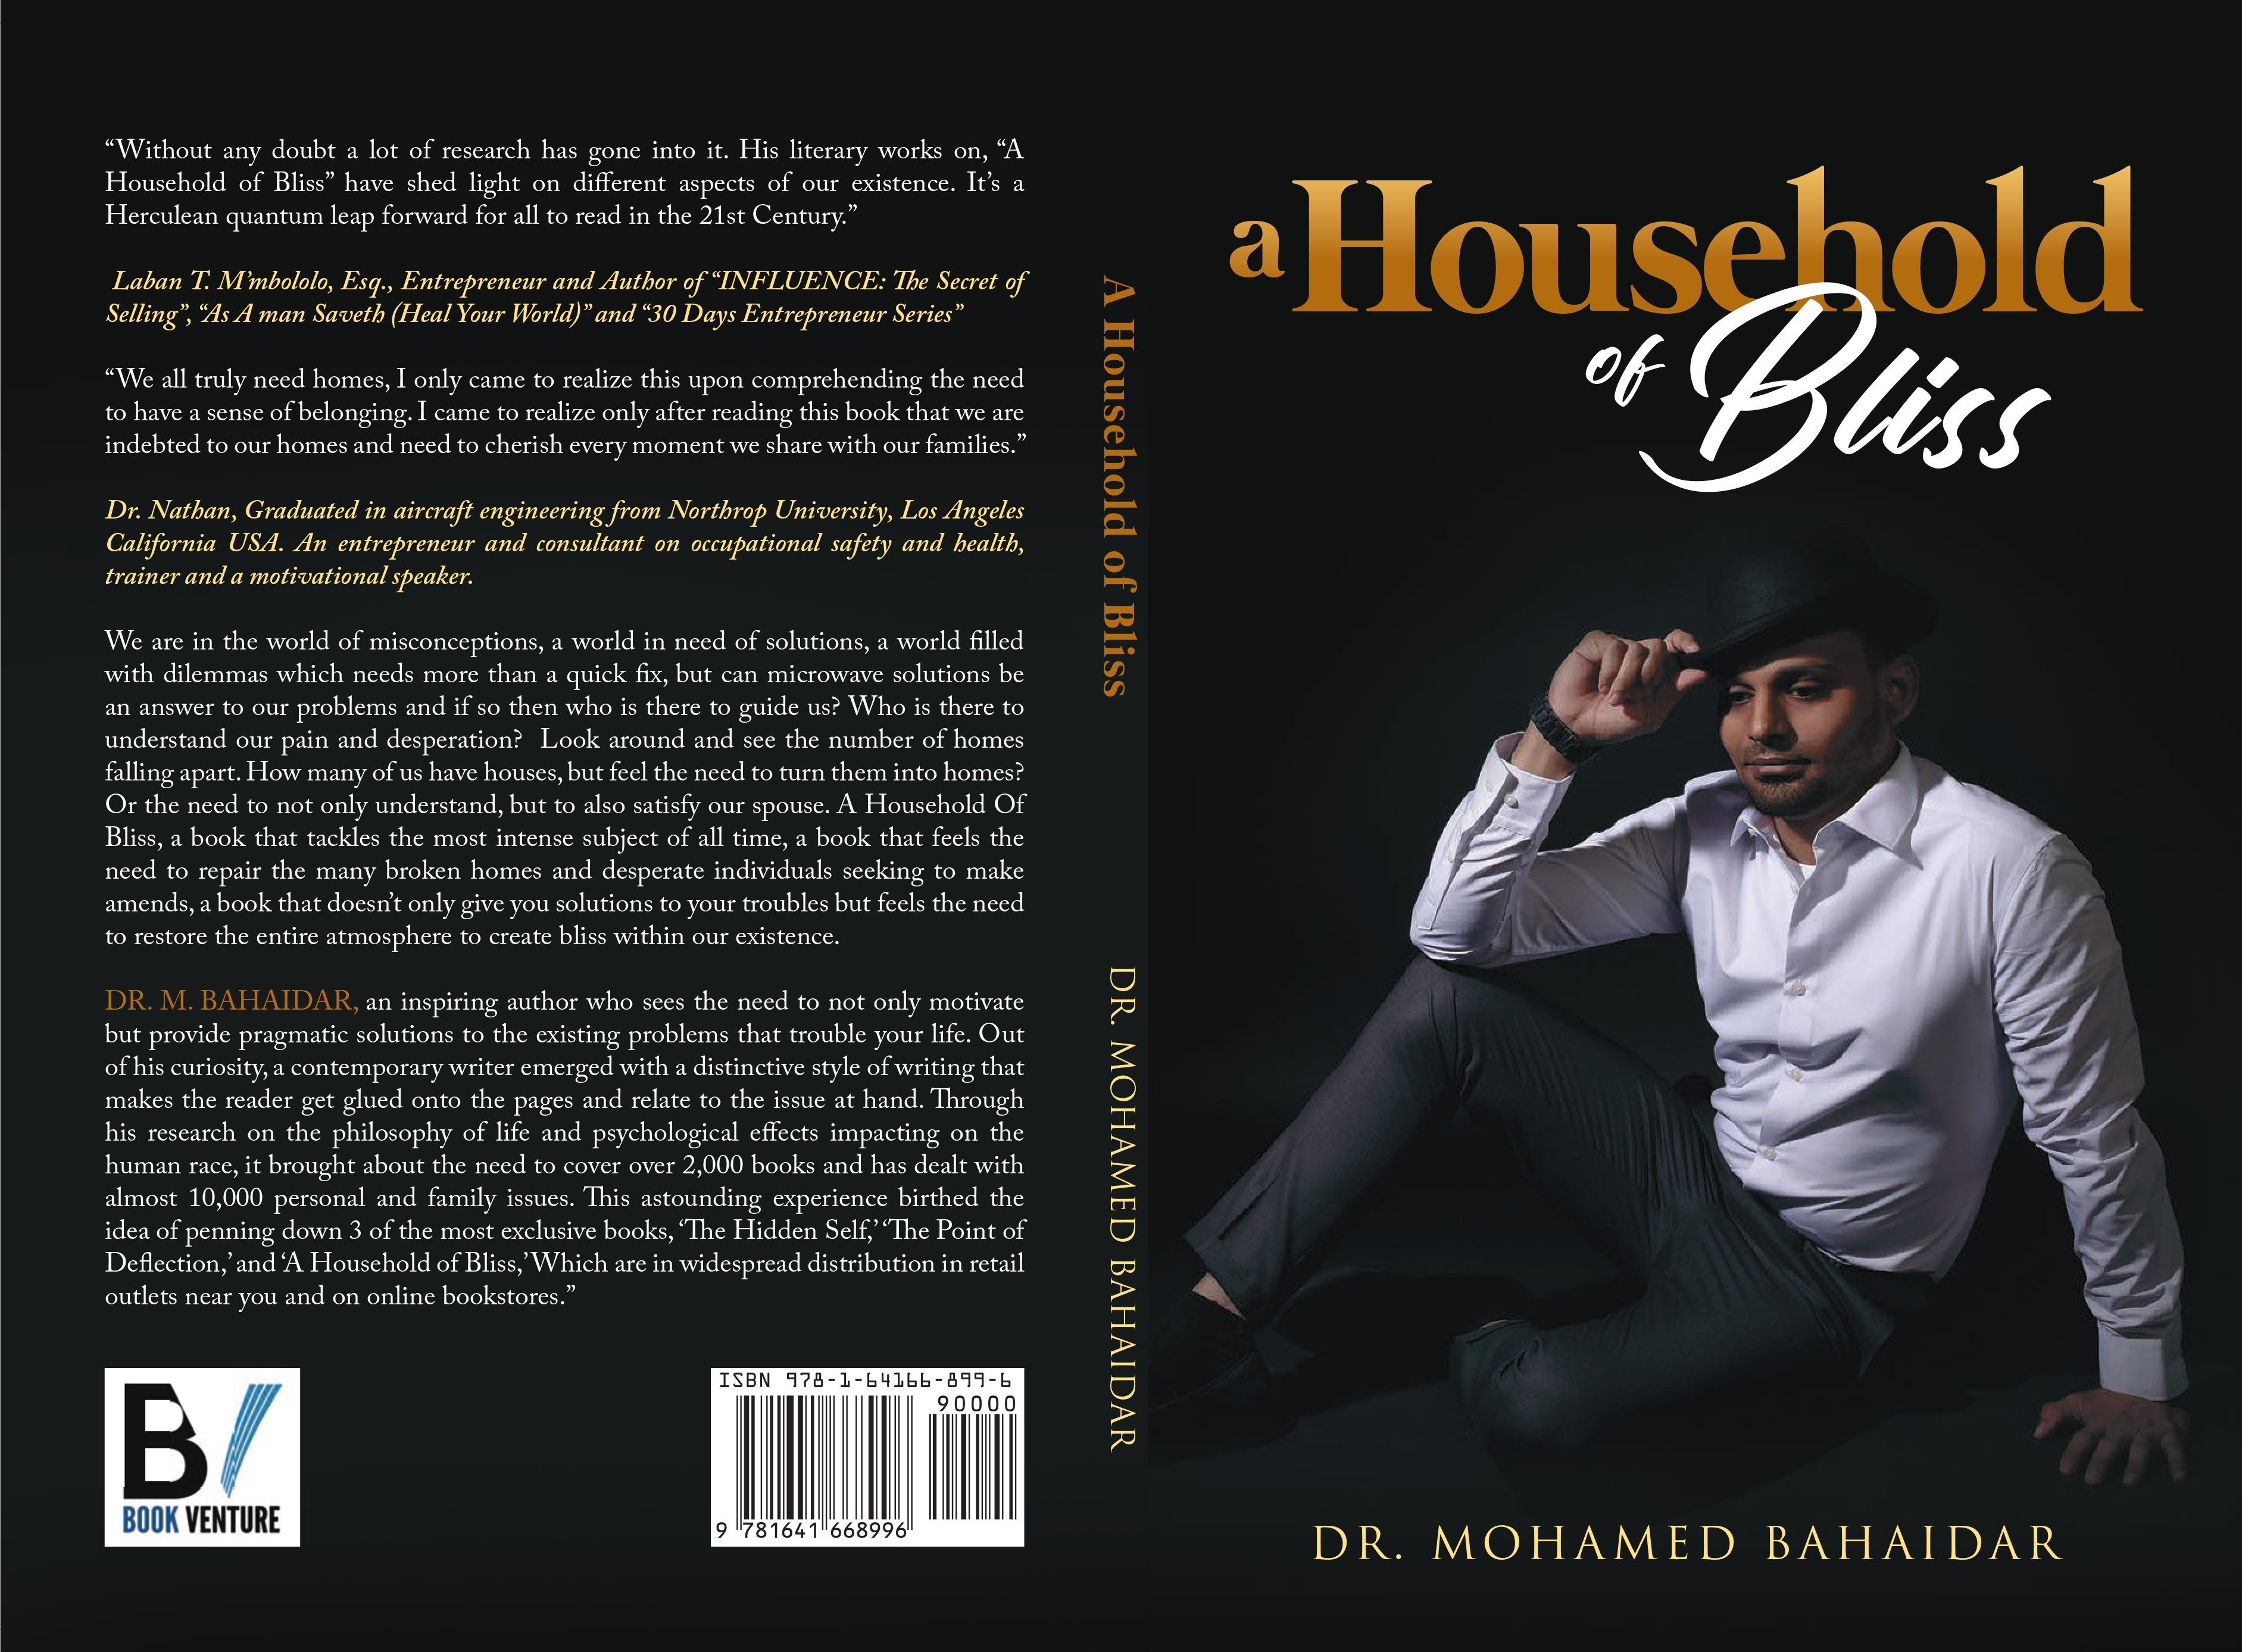 “Without any doubt a lot of research has gone into it. His literary works on, “A
Household of Bliss” have shed light on different aspects of our existence. It’s a
Herculean quantum leap forward for all to read in the 21st Century.”
Laban T. M’mbololo, Esq., Entrepreneur and Author of “INFLUENCE: The Secret of
Selling”, “As A man Saveth (Heal Your World)” and “30 Days Entrepreneur Series”
“We all truly need homes, I only came to realize this upon comprehending the need
to have a sense of belonging. I came to realize only after reading this book that we are
indebted to our homes and need to cherish every moment we share with our families.”
Dr. Nathan, Graduated in aircraft engineering from Northrop University, Los Angeles
California USA. An entrepreneur and consultant on occupational safety and health,
trainer and a motivational speaker.
We are in the world of misconceptions, a world in need of solutions, a world filled
with dilemmas which needs more than a quick fix, but can microwave solutions be
an answer to our problems and if so then who is there to guide us? Who is there to
understand our pain and desperation?  Look around and see the number of homes
falling apart. How many of us have houses, but feel the need to turn them into homes?
Or the need to not only understand, but to also satisfy our spouse. A Household Of
Bliss, a book that tackles the most intense subject of all time, a book that feels the
need to repair the many broken homes and desperate individuals seeking to make
amends, a book that doesn’t only give you solutions to your troubles but feels the need
to restore the entire atmosphere to create bliss within our existence.
DR. M. BAHAIDAR, an inspiring author who sees the need to not only motivate
but provide pragmatic solutions to the existing problems that trouble your life. Out
of his curiosity, a contemporary writer emerged with a distinctive style of writing that
makes the reader get glued onto the pages and relate to the issue at hand. Through
his research on the philosophy of life and psychological effects impacting on the
human race, it brought about the need to cover over 2,000 books and has dealt with
almost 10,000 personal and family issues. This astounding experience birthed the
idea of penning down 3 of the most exclusive books, ‘The Hidden Self,’ ‘The Point of
Deflection,’ and ‘A Household of Bliss,’ Which are in widespread distribution in retail
outlets near you and on online bookstores.”
BV
BOOK VENTURE
ISBN 978-1-64166-899-6
90000
9 781641 668996
A Household of Bliss
DR. MOHAMED BAHAIDAR
a Household
of Bliss
DR. MOHAMED BAHAIDAR